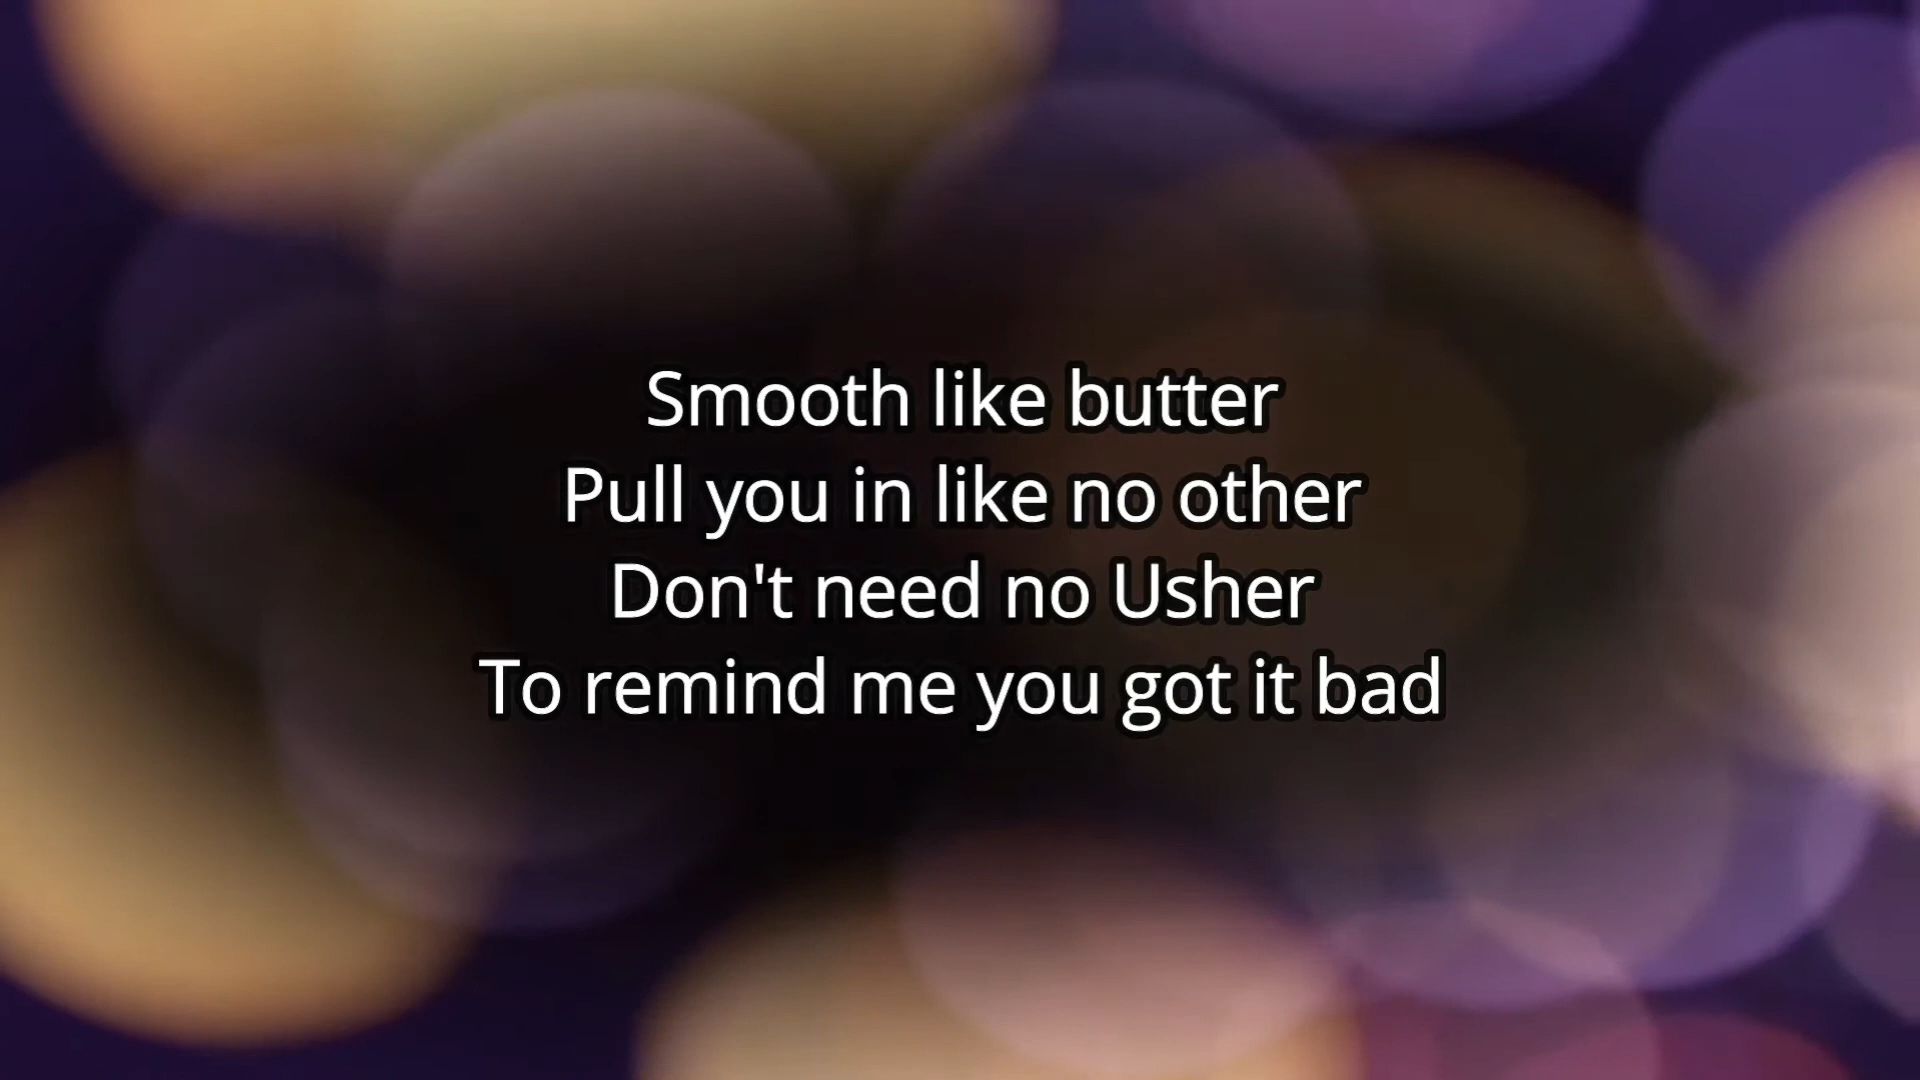 Smooth like butter
Pull you in like no other
Don't need no Usher
To remind me you got it bad